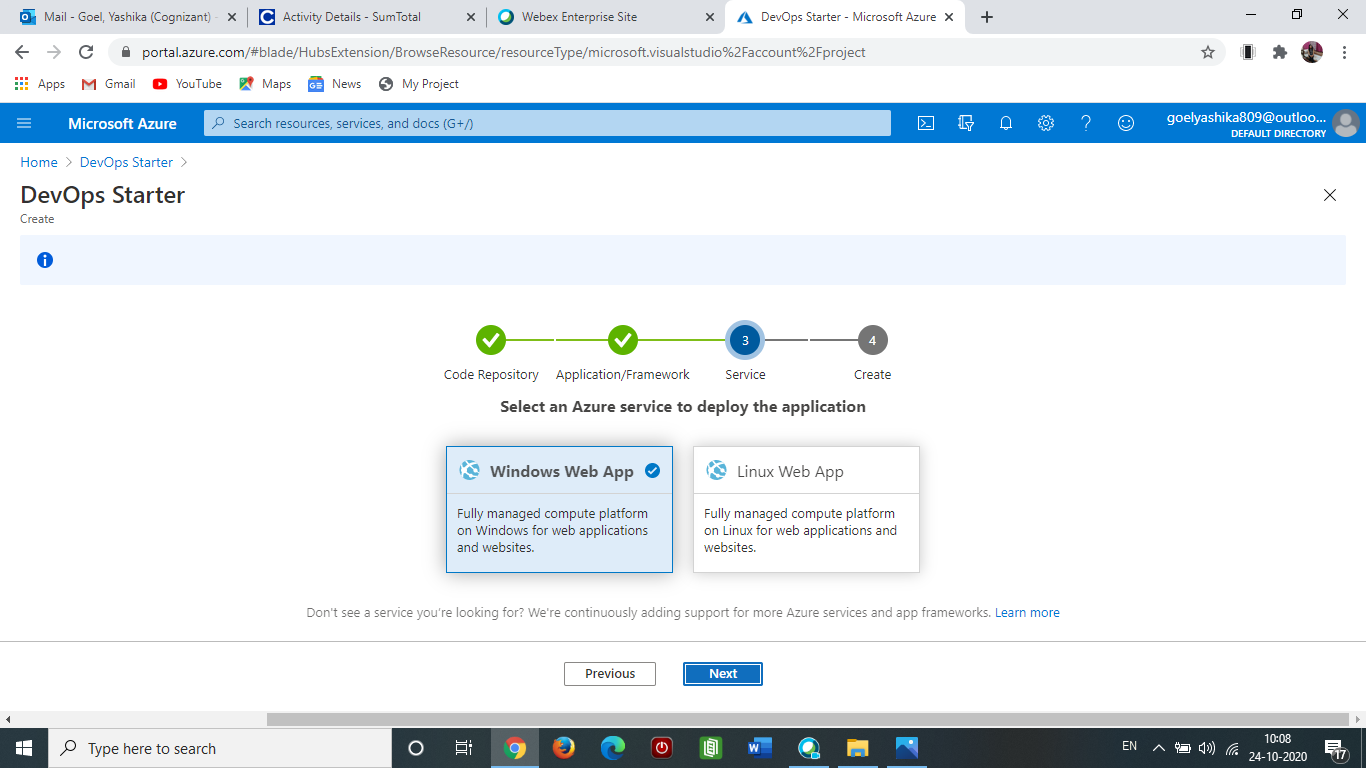 Mail - Goel, Yashika (Cognizant) -
Activity Details - SumTotal
Webex Enterprise Site
DevOps Starter - Microsoft Azure
portal.azure.com/#blade/HubsExtension/BrowseResource/resourceType/microsoft.visualstudio%2Faccount%2Fproject
Apps
Gmail
YouTube
Maps
News
My Project
Microsoft Azure
Search resources, services, and docs (G+/)
goelyashika809@outloo...
DEFAULT DIRECTORY
Home > DevOps Starter >
DevOps Starter
Create
3
4
Code Repository
Application/Framework
Service
Create
Select an Azure service to deploy the application
Windows Web App
Fully managed compute platform
on Windows for web applications
and websites.
Linux Web App
Fully managed compute platform
on Linux for web applications and
websites.
Don't see a service you're looking for? We're continuously adding support for more Azure services and app frameworks. Learn more
Previous
Next
Type here to search
EN
10:08
24-10-2020
17